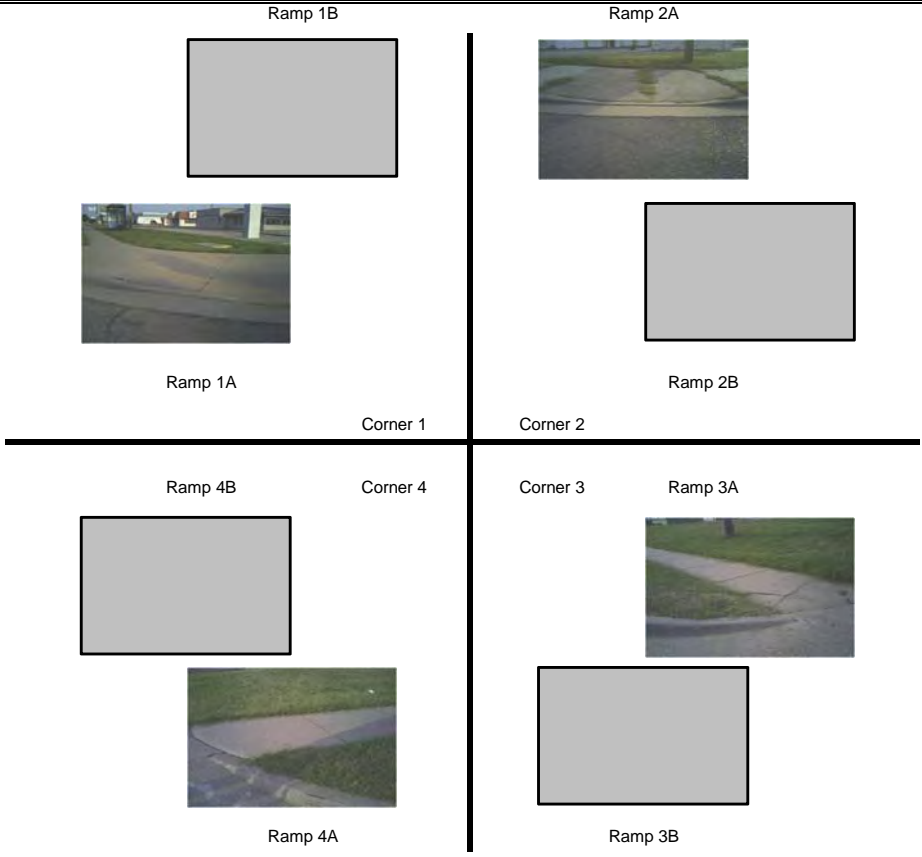 Ramp 1B
Ramp 2A
Ramp 1A
Ramp 2B
Corner 1
Corner 2
Ramp 4B
Corner 4
Corner 3
Ramp 3A
Ramp 4A
Ramp 3B